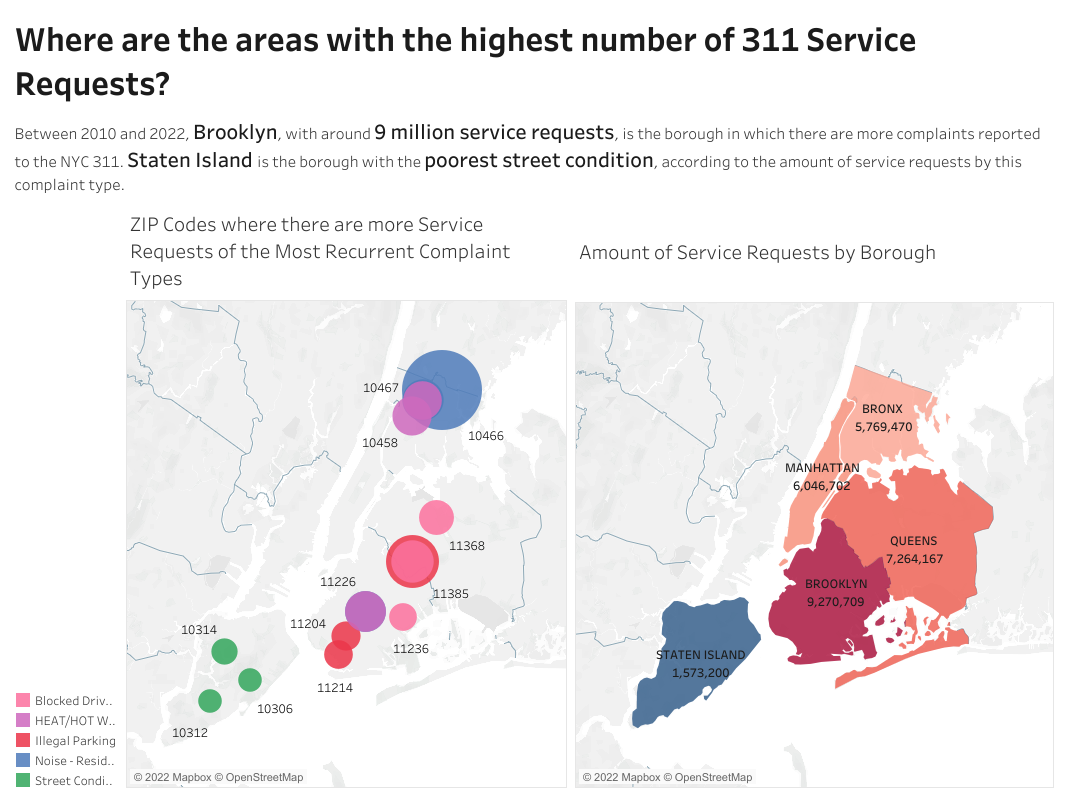 Where are the areas with the highest number of 311 Service
Requests?
Between 2010 and 2022, Brooklyn, with around 9 million service requests, is the borough in which there are more complaints reported
to the NYC 311. Staten Island is the borough with the poorest street condition, according to the amount of service requests by this
complaint type.
ZIP Codes where there are more Service
Requests of the Most Recurrent Complaint
Types
10467
10458
10466
11368
11385
11226
11204
11236
11214
10314
10306
10312
Blocked Driv..
HEAT/HOT W..
Illegal Parking
Noise - Resid..
Street Condi..
© 2022 Mapbox © OpenStreetMap
Amount of Service Requests by Borough
BRONX
5,769,470
MANHATTAN
6,046,702
QUEENS
7,264,167
BROOKLYN
9,270,709
STATEN ISLAND
1,573,200
© 2022 Mapbox © OpenStreetMap